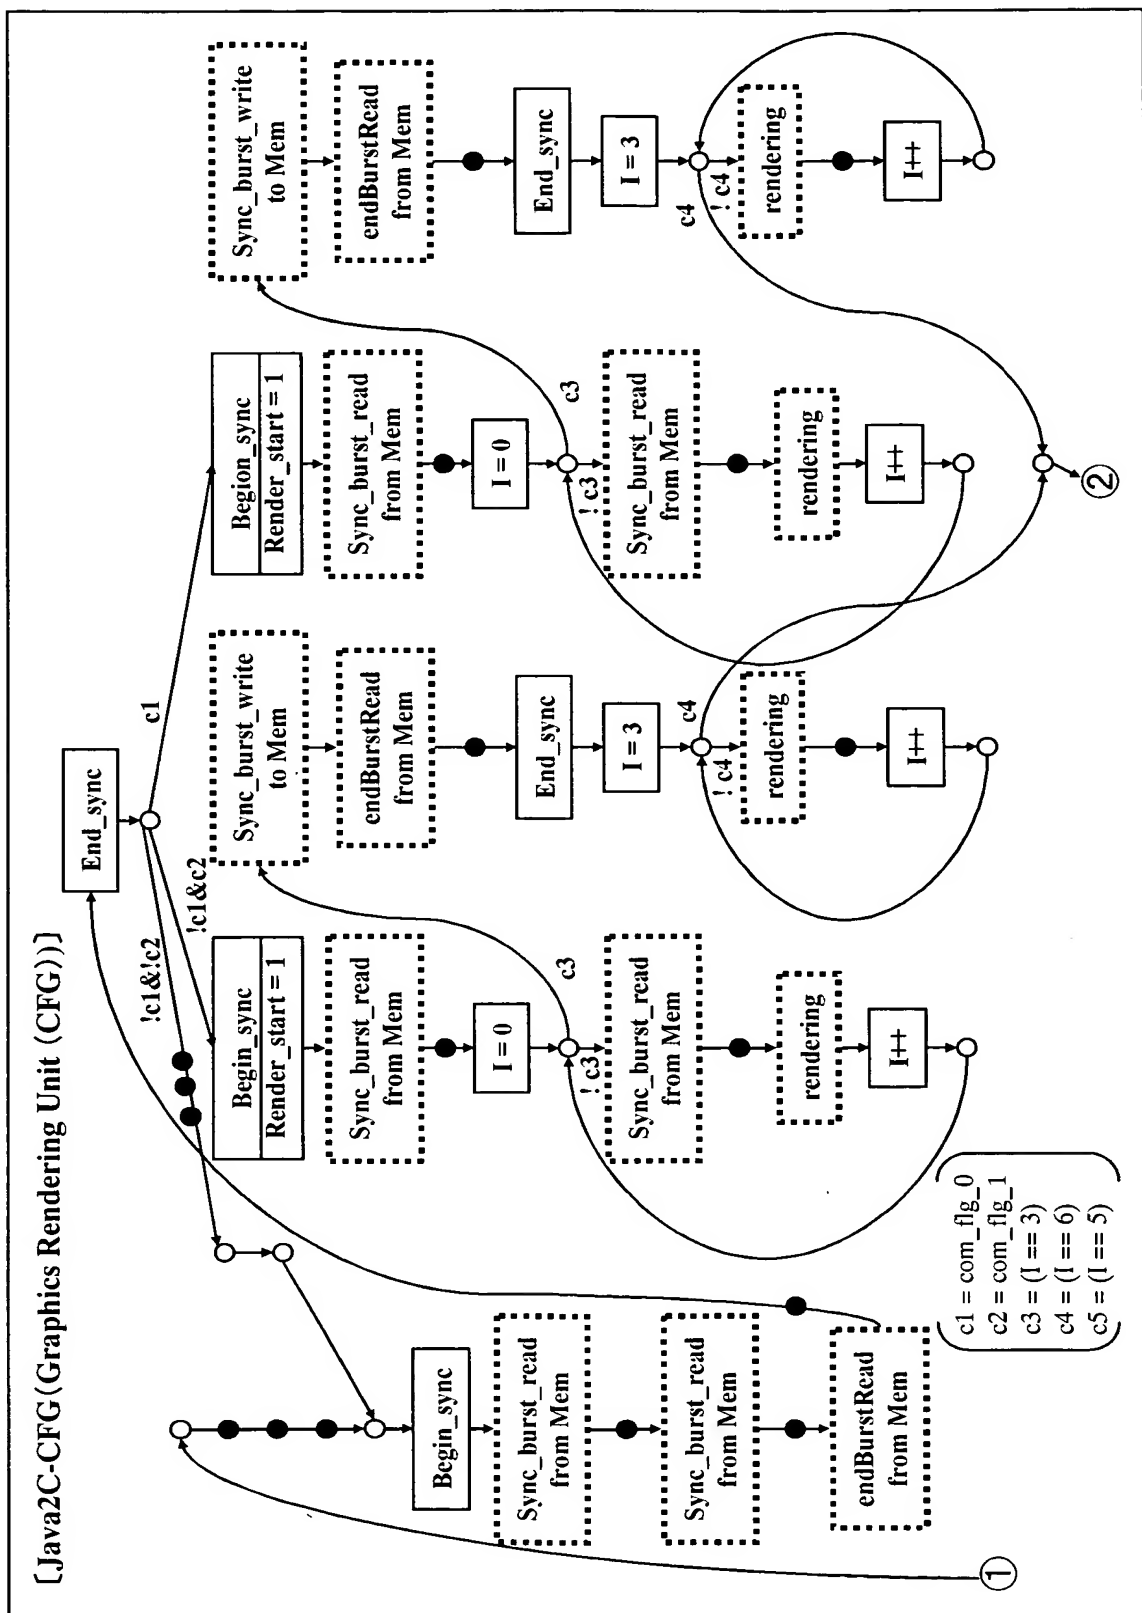 [Java2C-CFG(Graphics Rendering Unit (CFG))]
End_sync
!c1&!c2
!c1&c2
c1
Begin_sync
Sync_burst_read
from Mem
Sync_burst_read
from Mem
endBurstRead
from Mem
①
Begin_sync
Render_start = 1
Sync_burst_read
from Mem
I = 0
c3
! c3
Sync_burst_read
from Mem
rendering
I++
Sync_burst_write
to Mem
endBurstRead
from Mem
End_sync
I = 3
c4
! c4
rendering
I++
Begion_sync
Render_start = 1
Sync_burst_read
from Mem
I = 0
c3
! c3
Sync_burst_read
from Mem
rendering
I++
②
Sync_burst_write
to Mem
endBurstRead
from Mem
End_sync
I = 3
c4
! c4
rendering
I++
c1 = com_flg_0
c2 = com_flg_1
c3 = (I == 3)
c4 = (I == 6)
c5 = (I == 5)